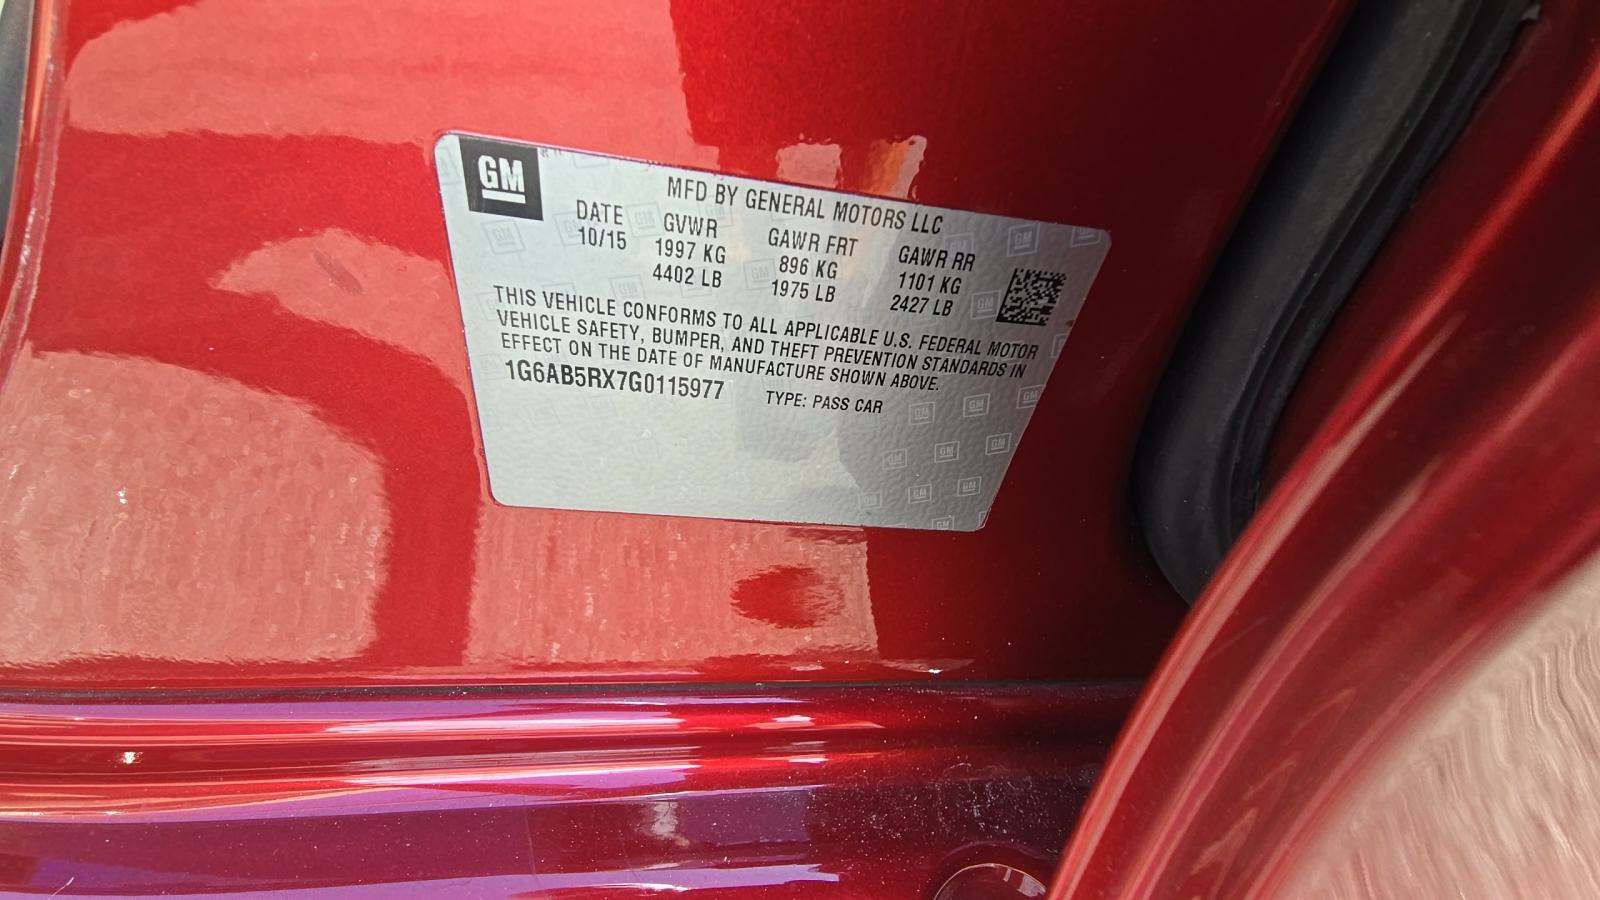 GM
MFD BY GENERAL MOTORS LLC
DATE GVWR GAWR FRT GAWR RR
10/15 1997 KG 896 KG 1101 KG
4402 LB 1975 LB 2427 LB
THIS VEHICLE CONFORMS TO ALL APPLICABLE U.S. FEDERAL MOTOR
VEHICLE SAFETY, BUMPER, AND THEFT PREVENTION STANDARDS IN
EFFECT ON THE DATE OF MANUFACTURE SHOWN ABOVE.
1G6AB5RX7G0115977 TYPE: PASS CAR